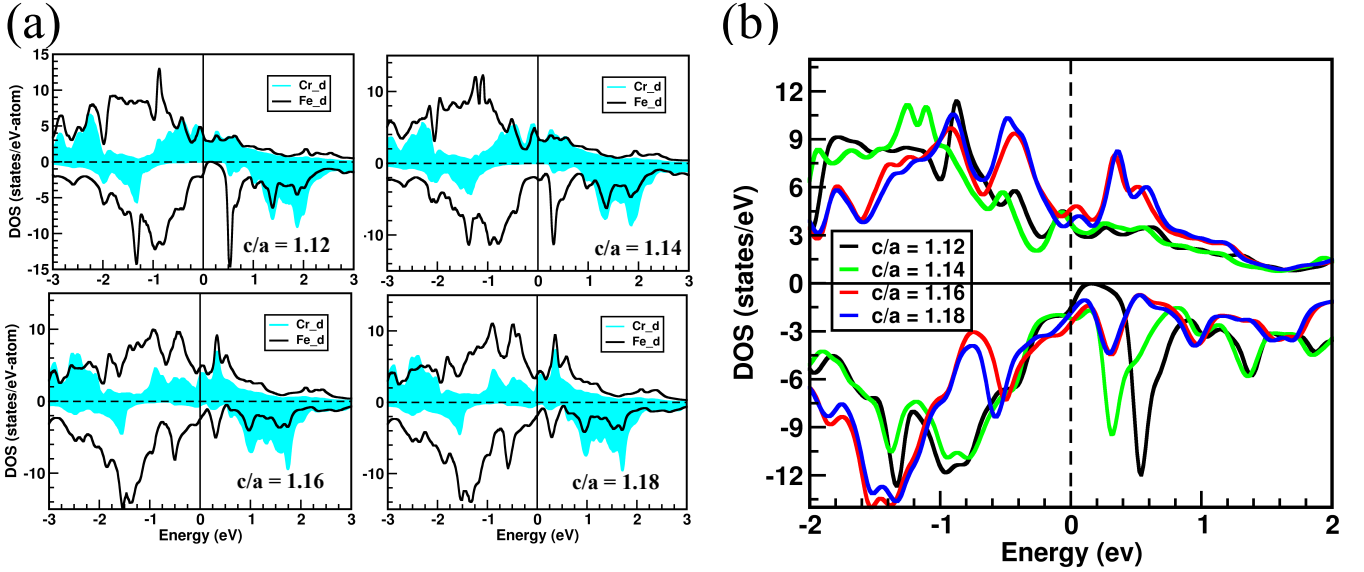 (a)
DOS (states/eV-atom)
15
10
5
0
-5
-10
-15
Cr_d
Fe_d
c/a = 1.12
-3 -2 -1 0 1 2 3
10
0
-10
Cr_d
Fe_d
c/a = 1.14
-3 -2 -1 0 1 2 3
DOS (states/eV-atom)
10
0
-10
Cr_d
Fe_d
c/a = 1.16
-3 -2 -1 0 1 2 3
Energy (eV)
10
0
-10
Cr_d
Fe_d
c/a = 1.18
-3 -2 -1 0 1 2 3
Energy (eV)
(b)
DOS (states/eV)
12
9
6
3
0
-3
-6
-9
-12
c/a = 1.12
c/a = 1.14
c/a = 1.16
c/a = 1.18
-2 -1 0 1 2
Energy (ev)